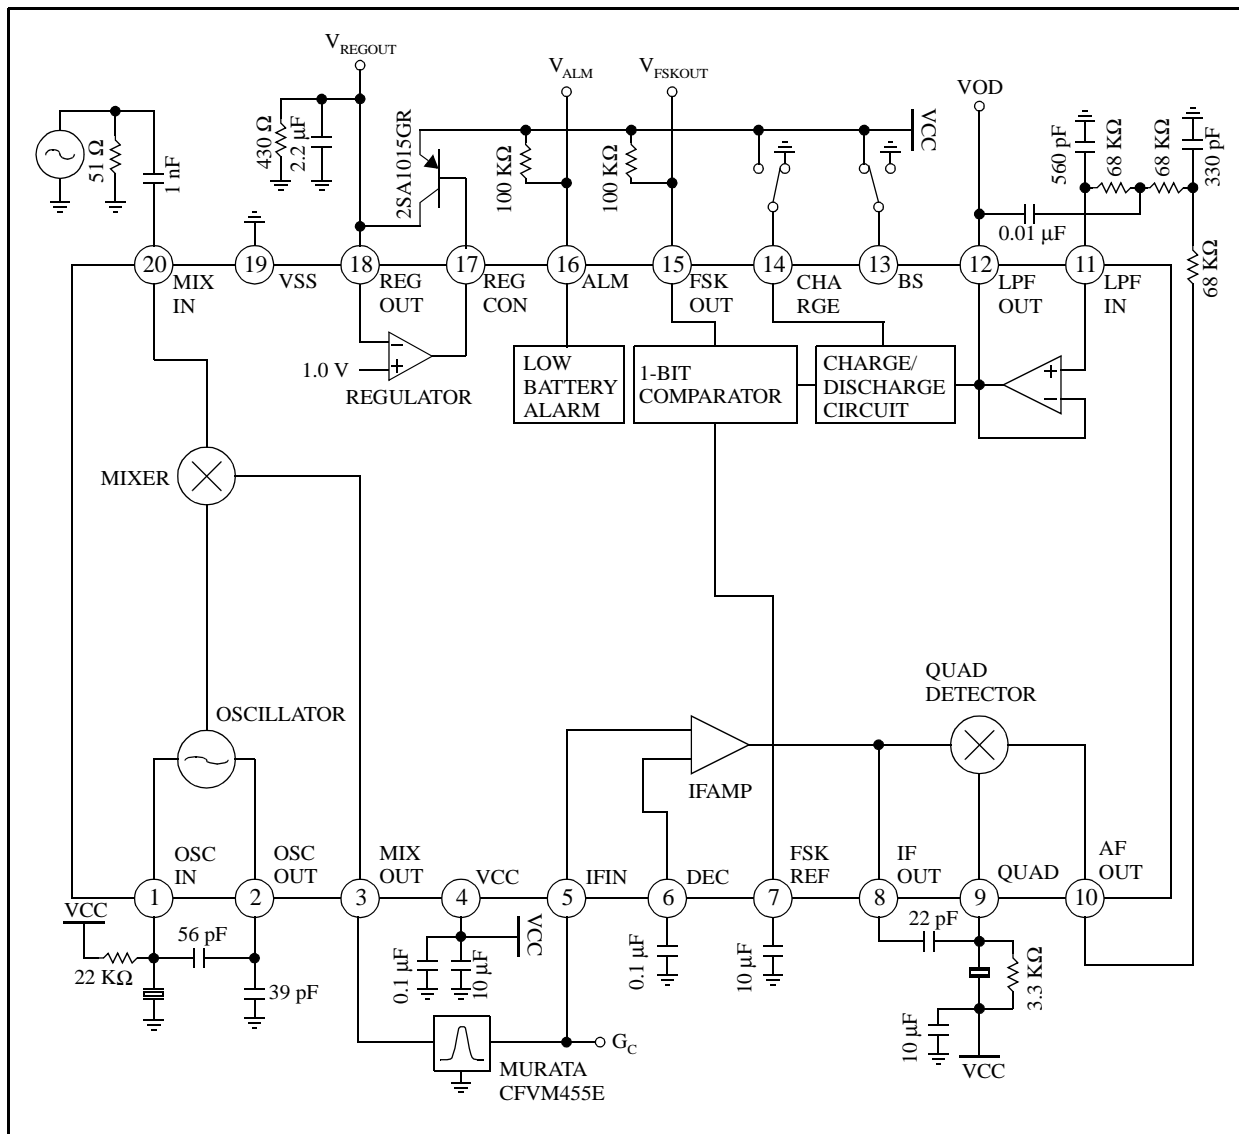 V_REGOUT
V_ALM
V_FSKOUT
VOD
VCC
51 Ω
1 nF
430 Ω
2.2 µF
2SA1015GR
100 KΩ
100 KΩ
560 pF
68 KΩ
68 KΩ
330 pF
0.01 µF
68 KΩ
20
19
18
17
16
15
14
13
12
11
MIX
IN
VSS
REG
OUT
REG
CON
ALM
FSK
OUT
CHA
RGE
BS
LPF
OUT
LPF
IN
1.0 V
−
+
REGULATOR
LOW
BATTERY
ALARM
1-BIT
COMPARATOR
CHARGE/
DISCHARGE
CIRCUIT
+
−
MIXER
QUAD
DETECTOR
OSCILLATOR
IFAMP
OSC
IN
OSC
OUT
MIX
OUT
VCC
IFIN
DEC
FSK
REF
IF
OUT
QUAD
AF
OUT
1
2
3
4
5
6
7
8
9
10
VCC
22 KΩ
56 pF
39 pF
0.1 µF
10 µF
VCC
0.1 µF
10 µF
22 pF
3.3 KΩ
10 µF
VCC
G_C
MURATA
CFVM455E